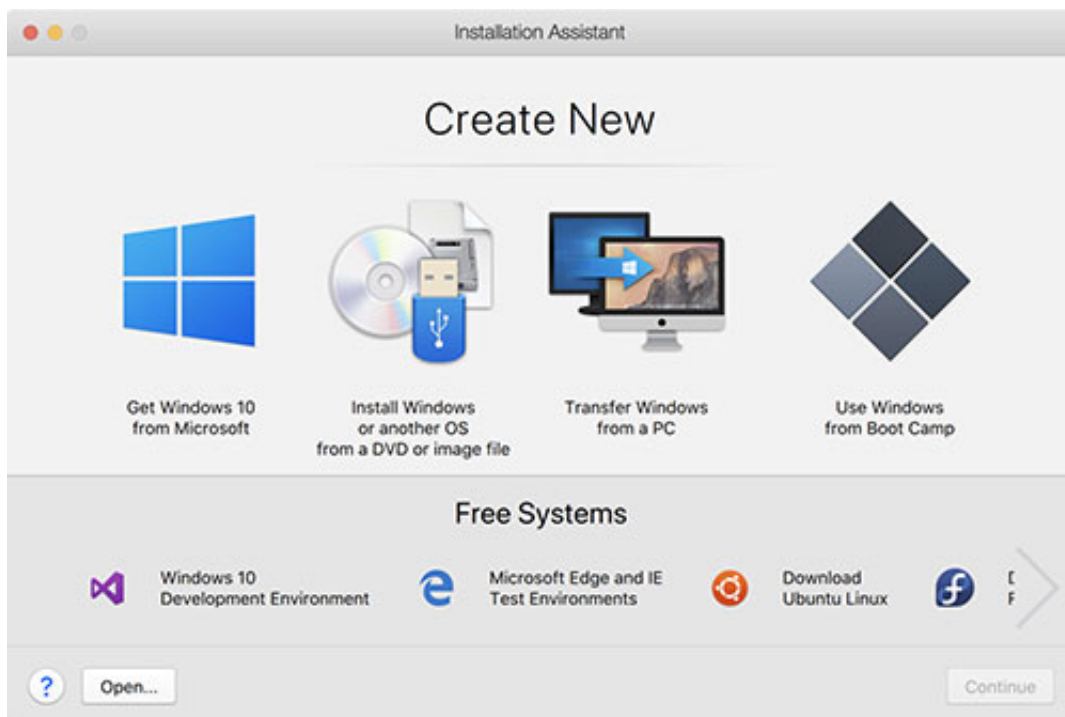 Installation Assistant
Create New
Get Windows 10
from Microsoft
Install Windows
or another OS
from a DVD or image file
Transfer Windows
from a PC
Use Windows
from Boot Camp
Free Systems
Windows 10
Development Environment
Microsoft Edge and IE
Test Environments
Download
Ubuntu Linux
?
Open...
Continue